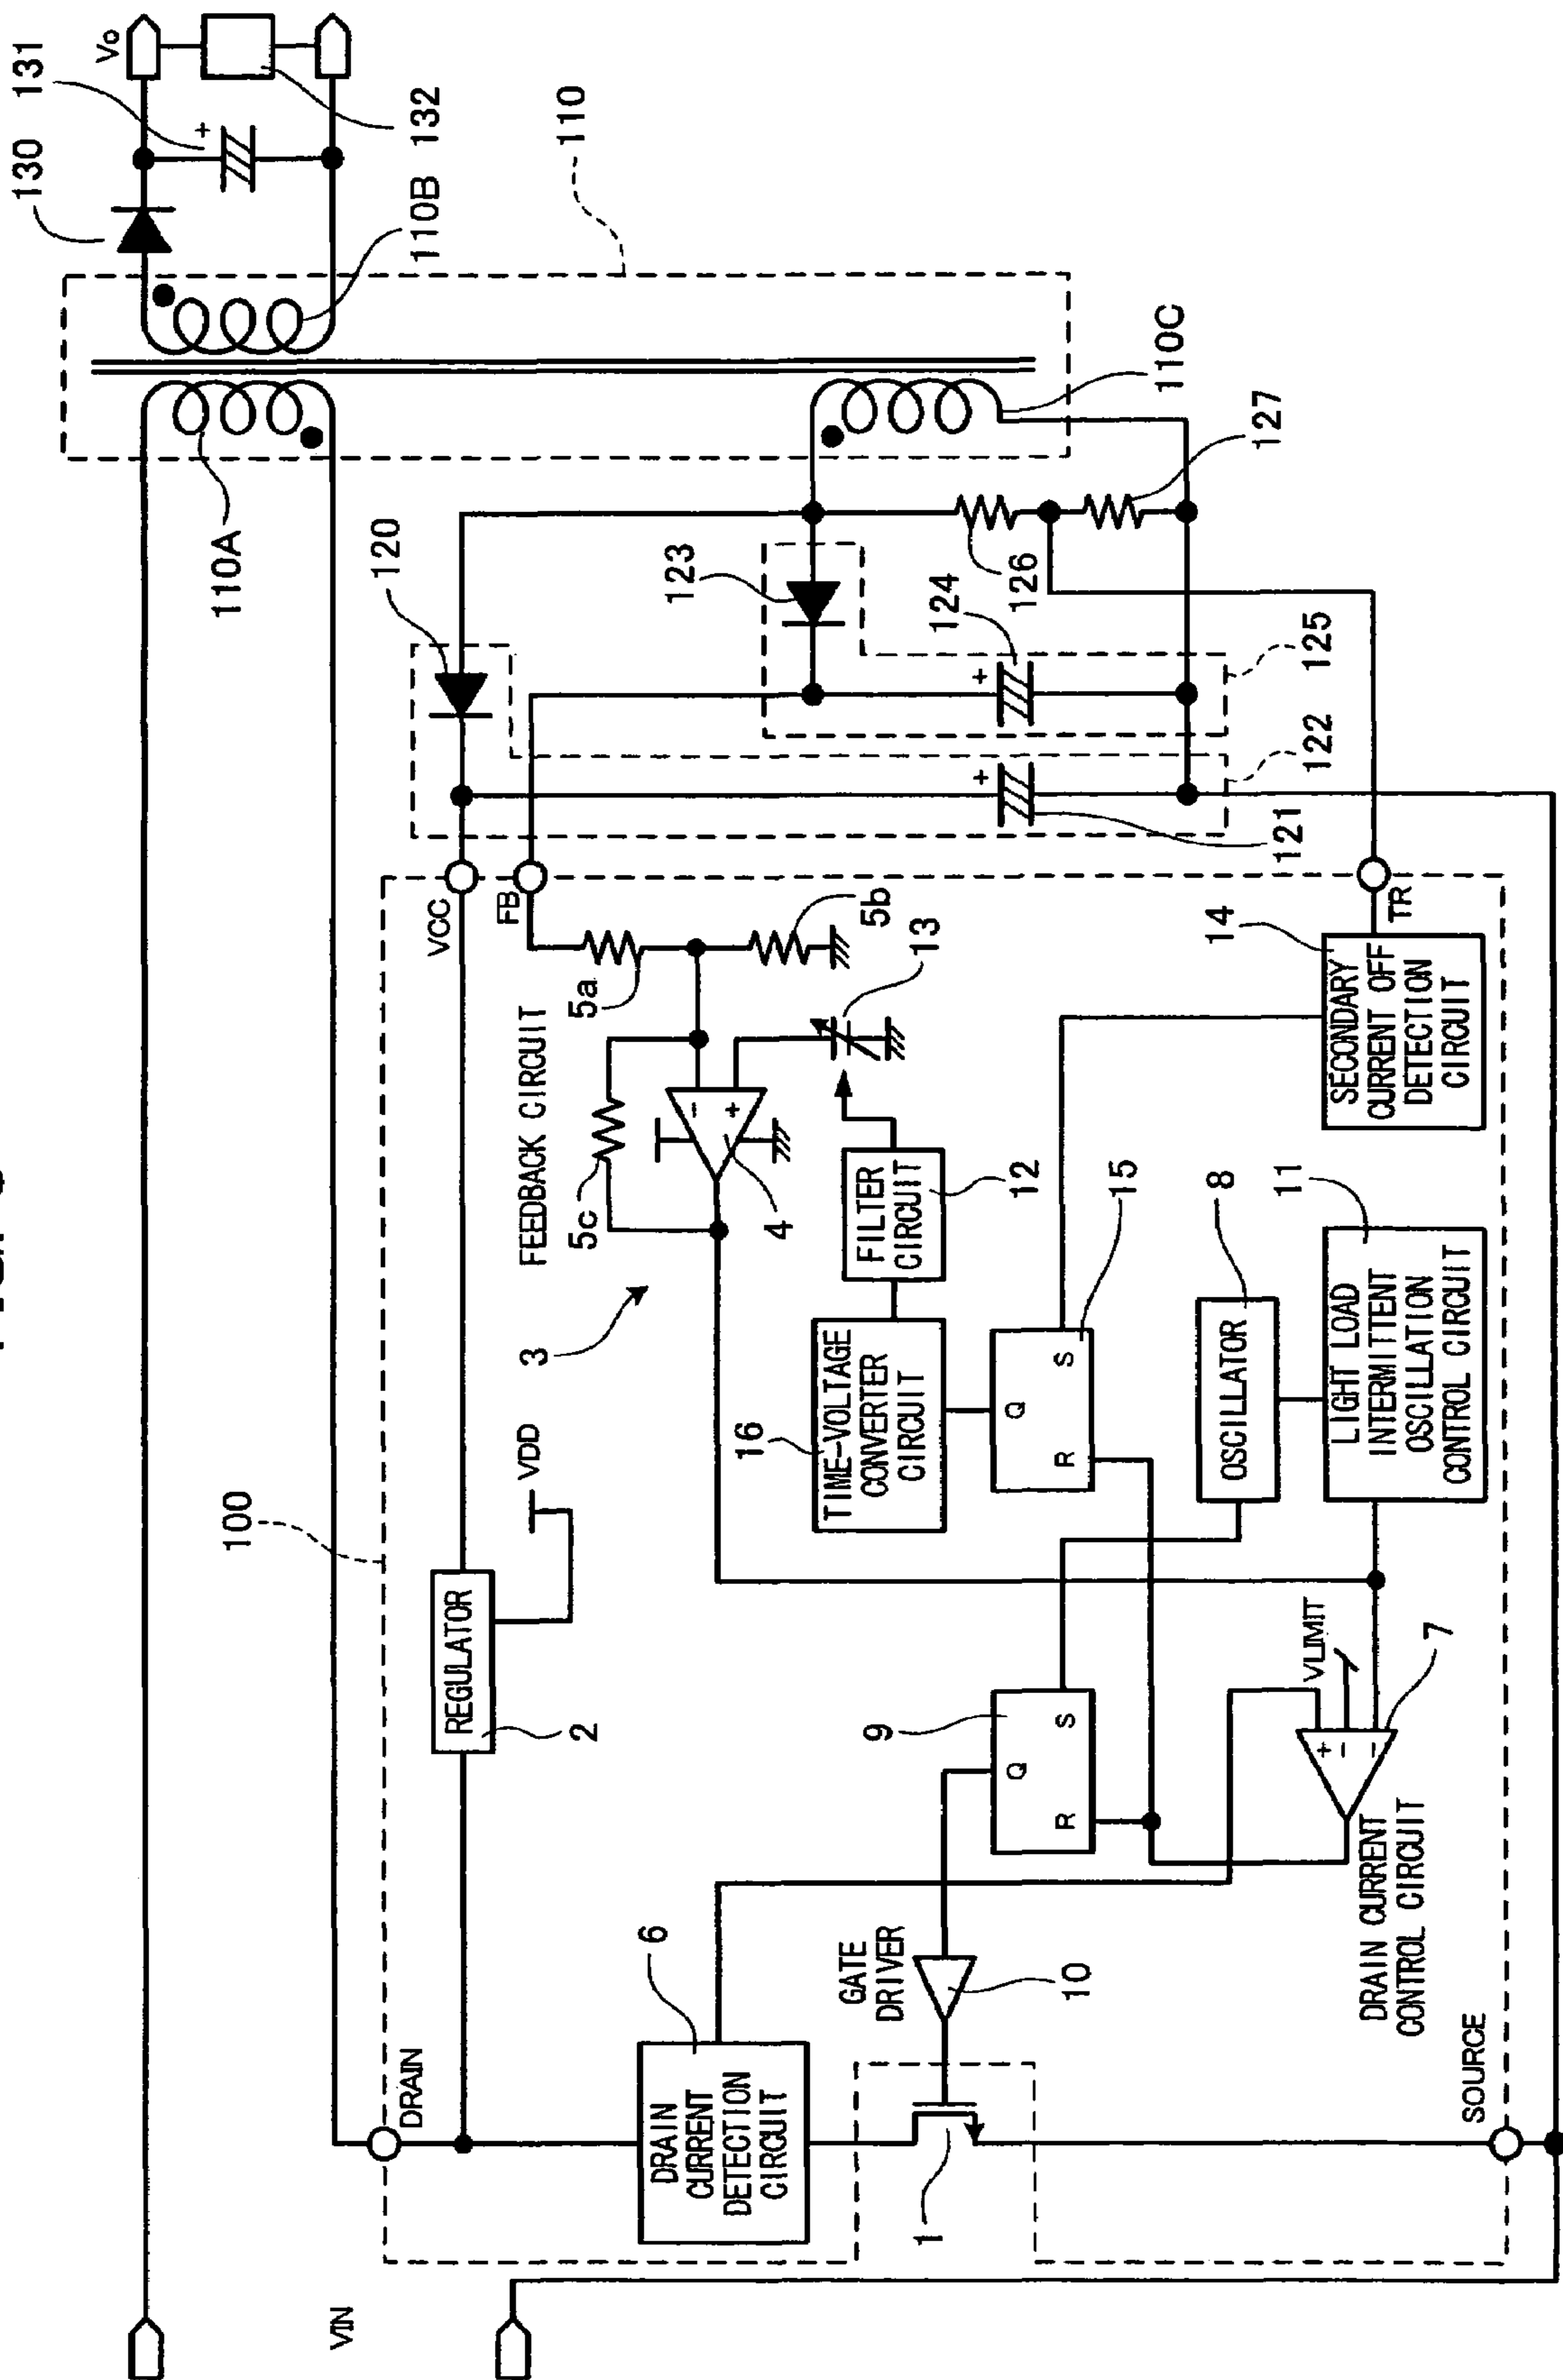 130
131
Vo
132
110
110B
110A
110C
120
123
124
126
127
125
122
121
VCC
FB
TR
100
VDD
REGULATOR
2
3
FEEDBACK CIRCUIT
5a
5b
5c
13
-
+
4
FILTER
CIRCUIT
12
TIME-VOLTAGE
CONVERTER
CIRCUIT
16
SECONDARY
CURRENT OFF
DETECTION
CIRCUIT
14
15
Q
S
R
OSCILLATOR
8
LIGHT LOAD
INTERMITTENT
OSCILLATION
CONTROL CIRCUIT
11
9
Q
S
R
VLIMIT
+
-
-
7
DRAIN CURRENT
CONTROL CIRCUIT
DRAIN
CURRENT
DETECTION
CIRCUIT
6
GATE
DRIVER
10
1
DRAIN
SOURCE
VIN
+
+
+